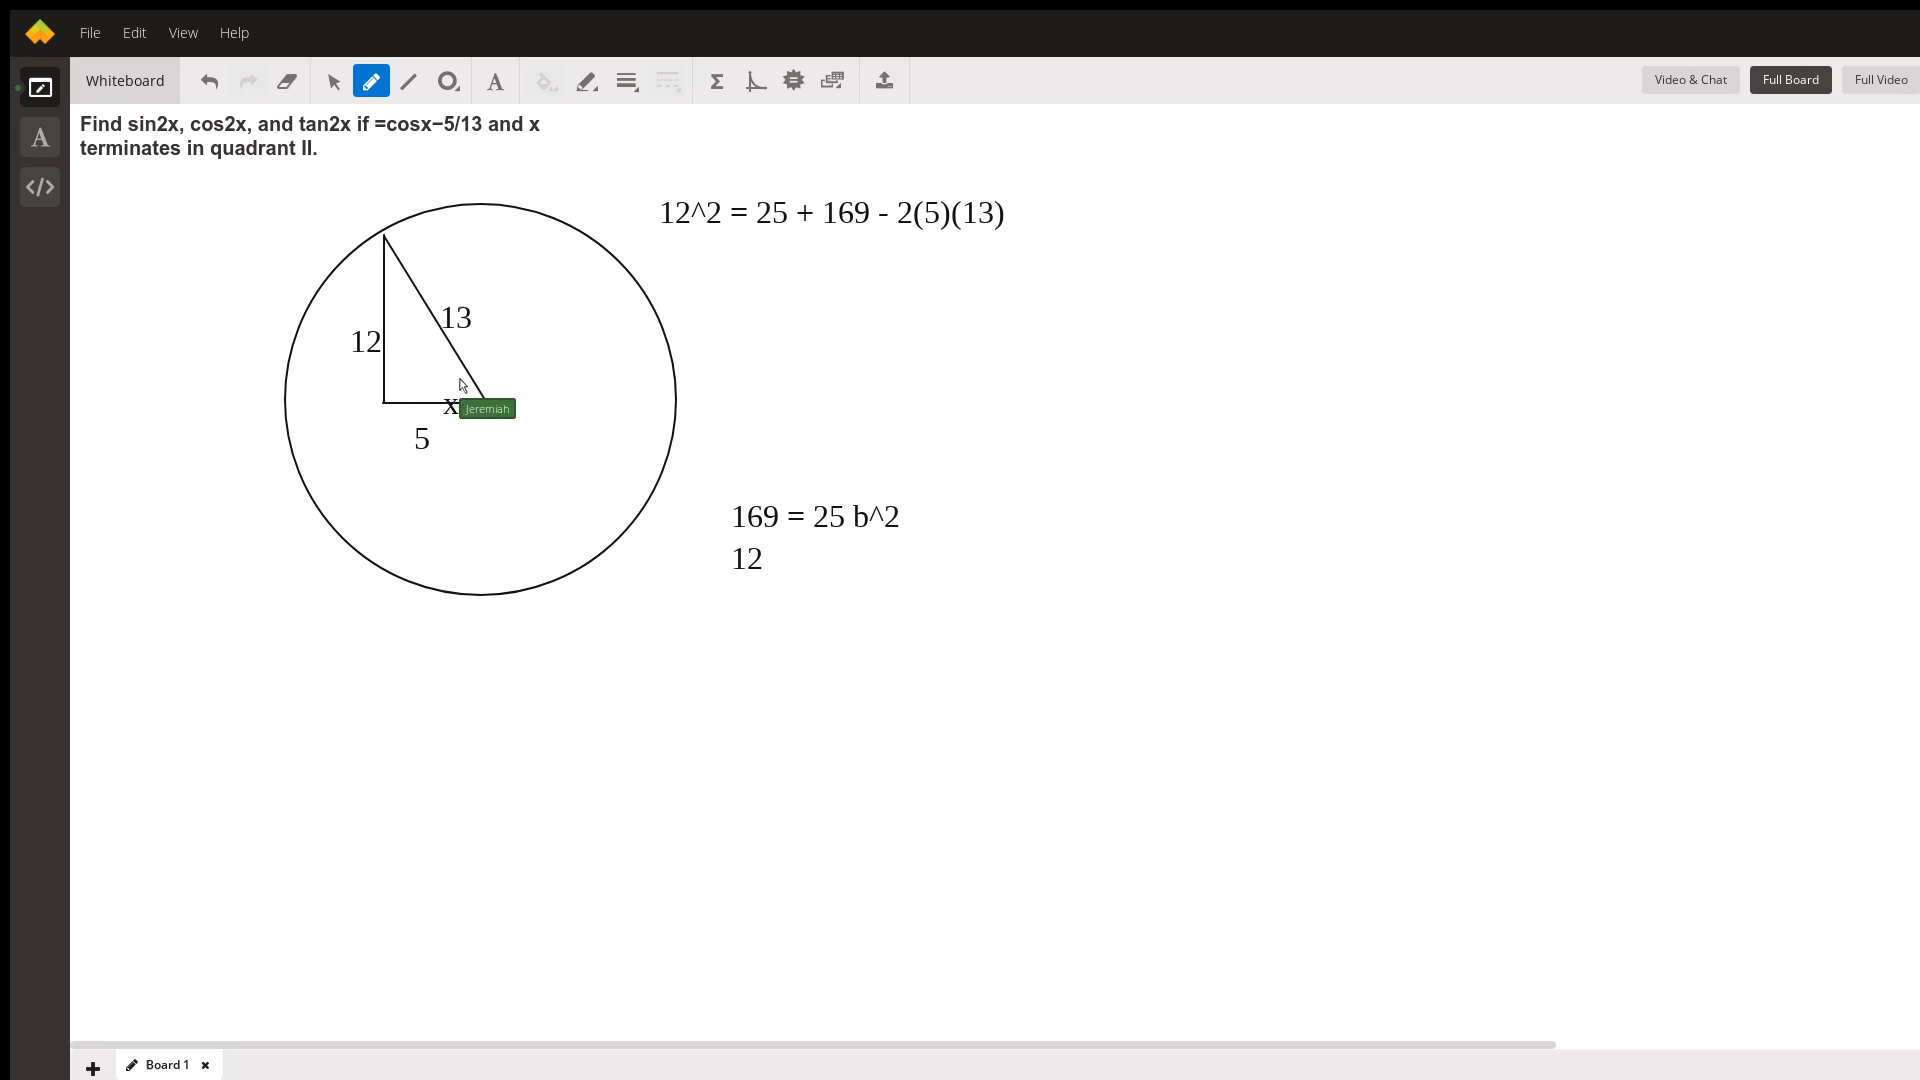 File Edit View Help
Whiteboard
A
Σ
Video & Chat Full Board Full Video
A
</>
Find sin2x, cos2x, and tan2x if =cosx−5/13 and x
terminates in quadrant II.
12^2 = 25 + 169 - 2(5)(13)
13
12
x
Jeremiah
5
169 = 25 b^2
12
Board 1